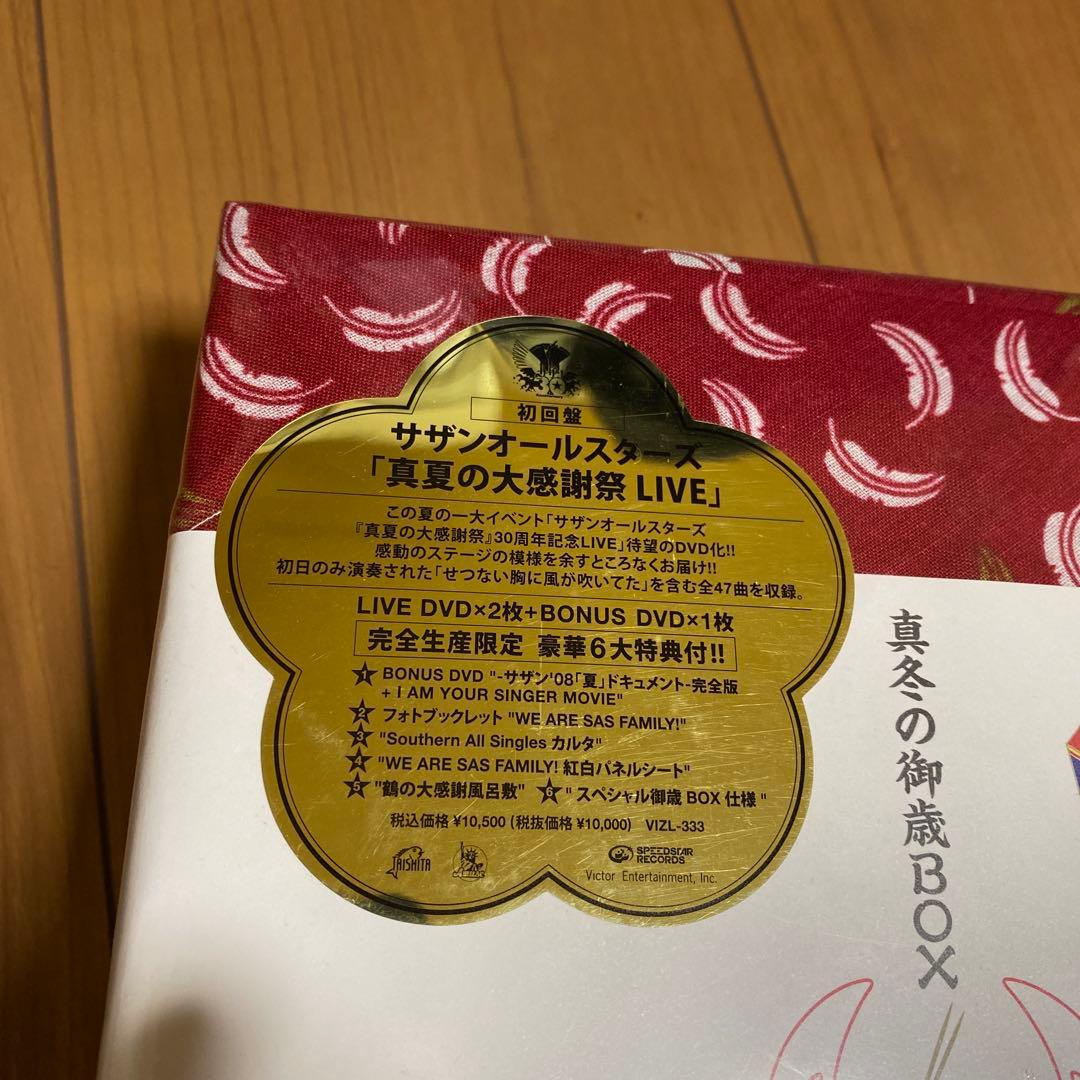 初回盤
サザンオールスターズ
「真夏の大感謝祭 LIVE」
この夏の一大イベント「サザンオールスターズ
『真夏の大感謝祭』30周年記念LIVE」待望のDVD化!!
感動のステージの模様を余すところなくお届け!!
初日のみ演奏された「せつない胸に風が吹いてた」を含む全47曲を収録。
LIVE DVD×2枚+BONUS DVD×1枚
完全生産限定 豪華6大特典付!!
1 BONUS DVD "-サザン'08「夏」ドキュメント-完全版
+ I AM YOUR SINGER MOVIE"
2 フォトブックレット "WE ARE SAS FAMILY!"
3 "Southern All Singles カルタ"
4 "WE ARE SAS FAMILY! 紅白パネルシート"
5 "鶴の大感謝風呂敷" 6 "スペシャル御歳BOX仕様"
税込価格 ¥10,500 (税抜価格 ¥10,000) VIZL-333
TAISHITA
SPEEDSTAR RECORDS
Victor Entertainment, Inc.
真冬の御歳BOX